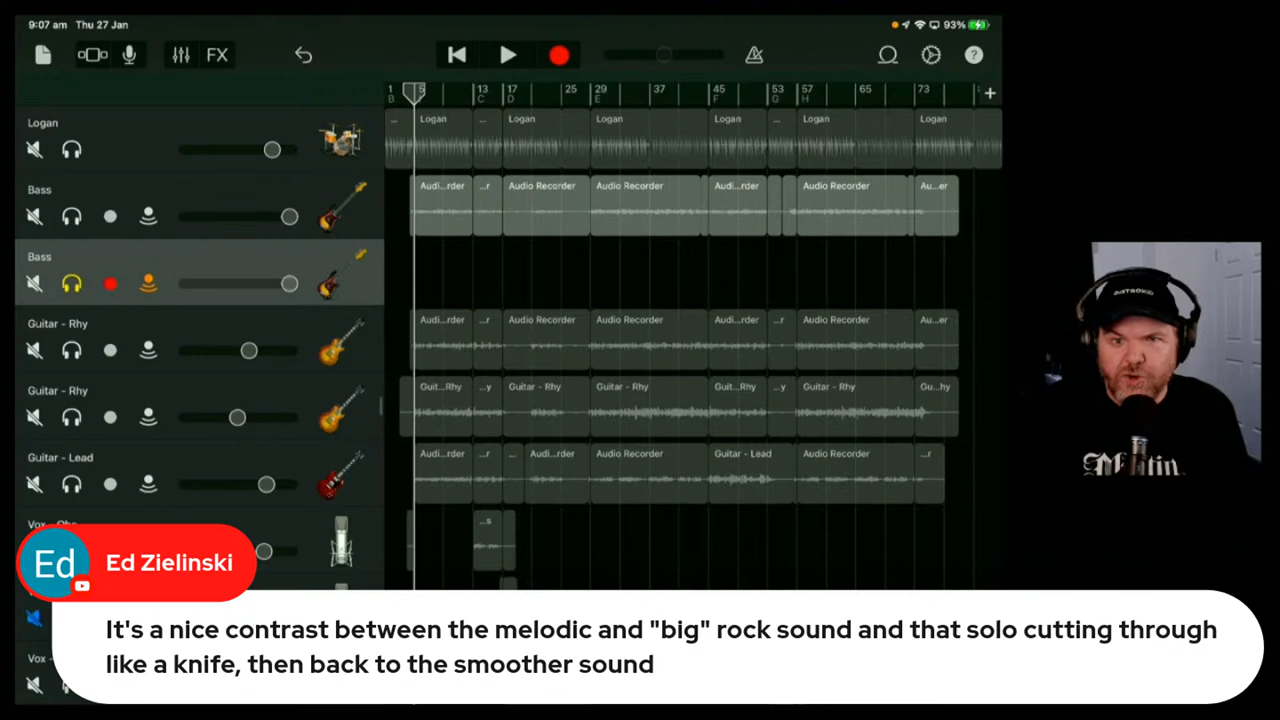 9:07 am Thu 27 Jan
93%
FX
1 5 13 17 25 29 37 45 53 57 65 73
B C D E F G H
Logan
... Logan ... Logan Logan Logan ... Logan Logan
Bass
Audi...rder ...r Audio Recorder Audio Recorder Audi...rder Audio Recorder Au...er
Bass
Guitar - Rhy
Audi...rder ...r Audio Recorder Audio Recorder Audi...rder ...r Audio Recorder Au...er
Guitar - Rhy
Guit...Rhy ...y Guitar - Rhy Guitar - Rhy Guit...Rhy ...y Guitar - Rhy Gu...hy
Guitar - Lead
Audi...rder ...r ... Audi...rder Audio Recorder Guitar - Lead Audio Recorder ...r
...s
Ed
Ed Zielinski
It's a nice contrast between the melodic and "big" rock sound and that solo cutting through
like a knife, then back to the smoother sound